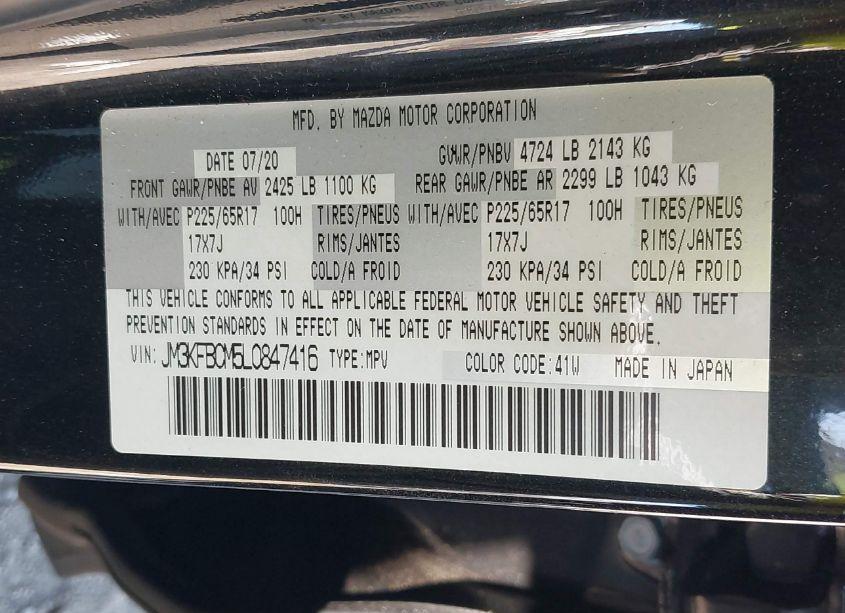 MFD. BY MAZDA MOTOR CORPORATION
DATE 07/20 GVWR/PNBV 4724 LB 2143 KG
FRONT GAWR/PNBE AV 2425 LB 1100 KG REAR GAWR/PNBE AR 2299 LB 1043 KG
WITH/AVEC P225/65R17 100H TIRES/PNEUS WITH/AVEC P225/65R17 100H TIRES/PNEUS
17X7J RIMS/JANTES 17X7J RIMS/JANTES
230 KPA/34 PSI COLD/A FROID 230 KPA/34 PSI COLD/A FROID
THIS VEHICLE CONFORMS TO ALL APPLICABLE FEDERAL MOTOR VEHICLE SAFETY AND THEFT
PREVENTION STANDARDS IN EFFECT ON THE DATE OF MANUFACTURE SHOWN ABOVE.
VIN: JM3KFBCM5L0847416 TYPE:MPV COLOR CODE:41W MADE IN JAPAN